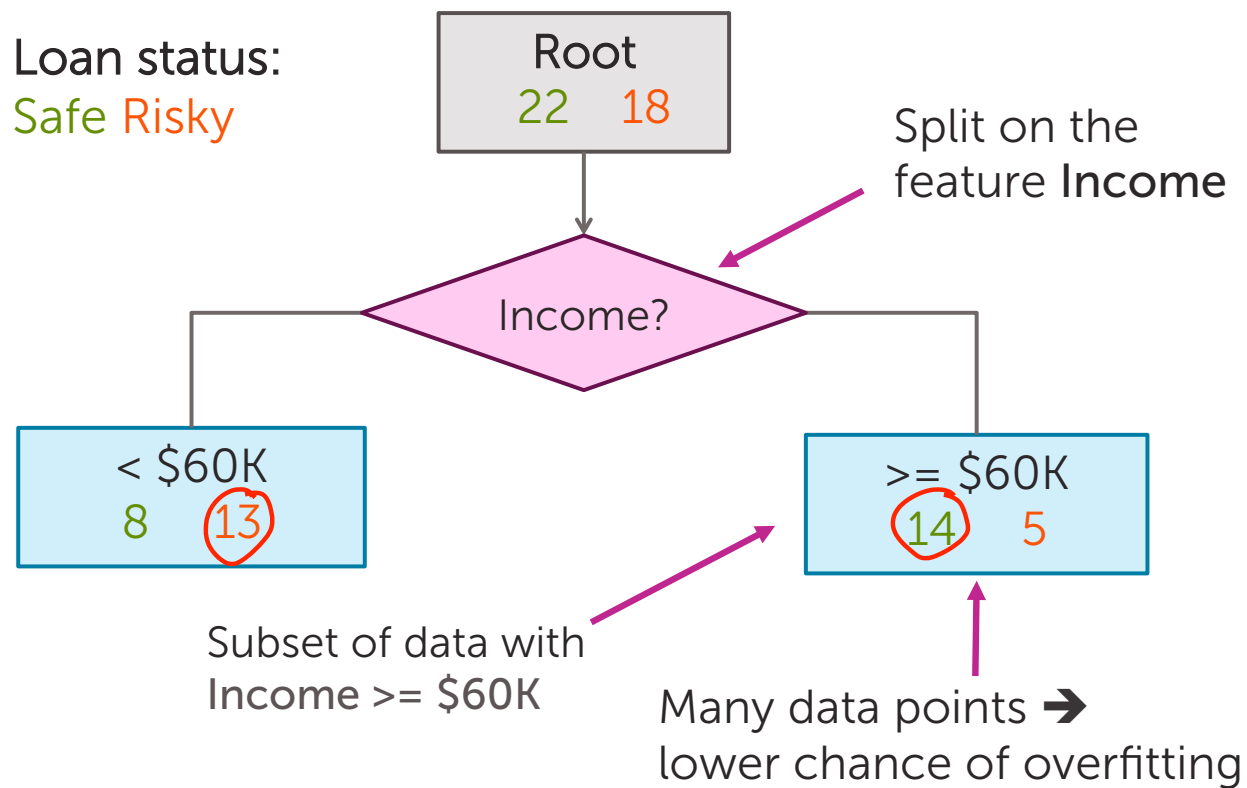 Loan status:
Safe Risky
Root
22 18
Split on the
feature Income
Income?
< $60K
8 13
>= $60K
14 5
Subset of data with
Income >= $60K
Many data points ➔
lower chance of overfitting